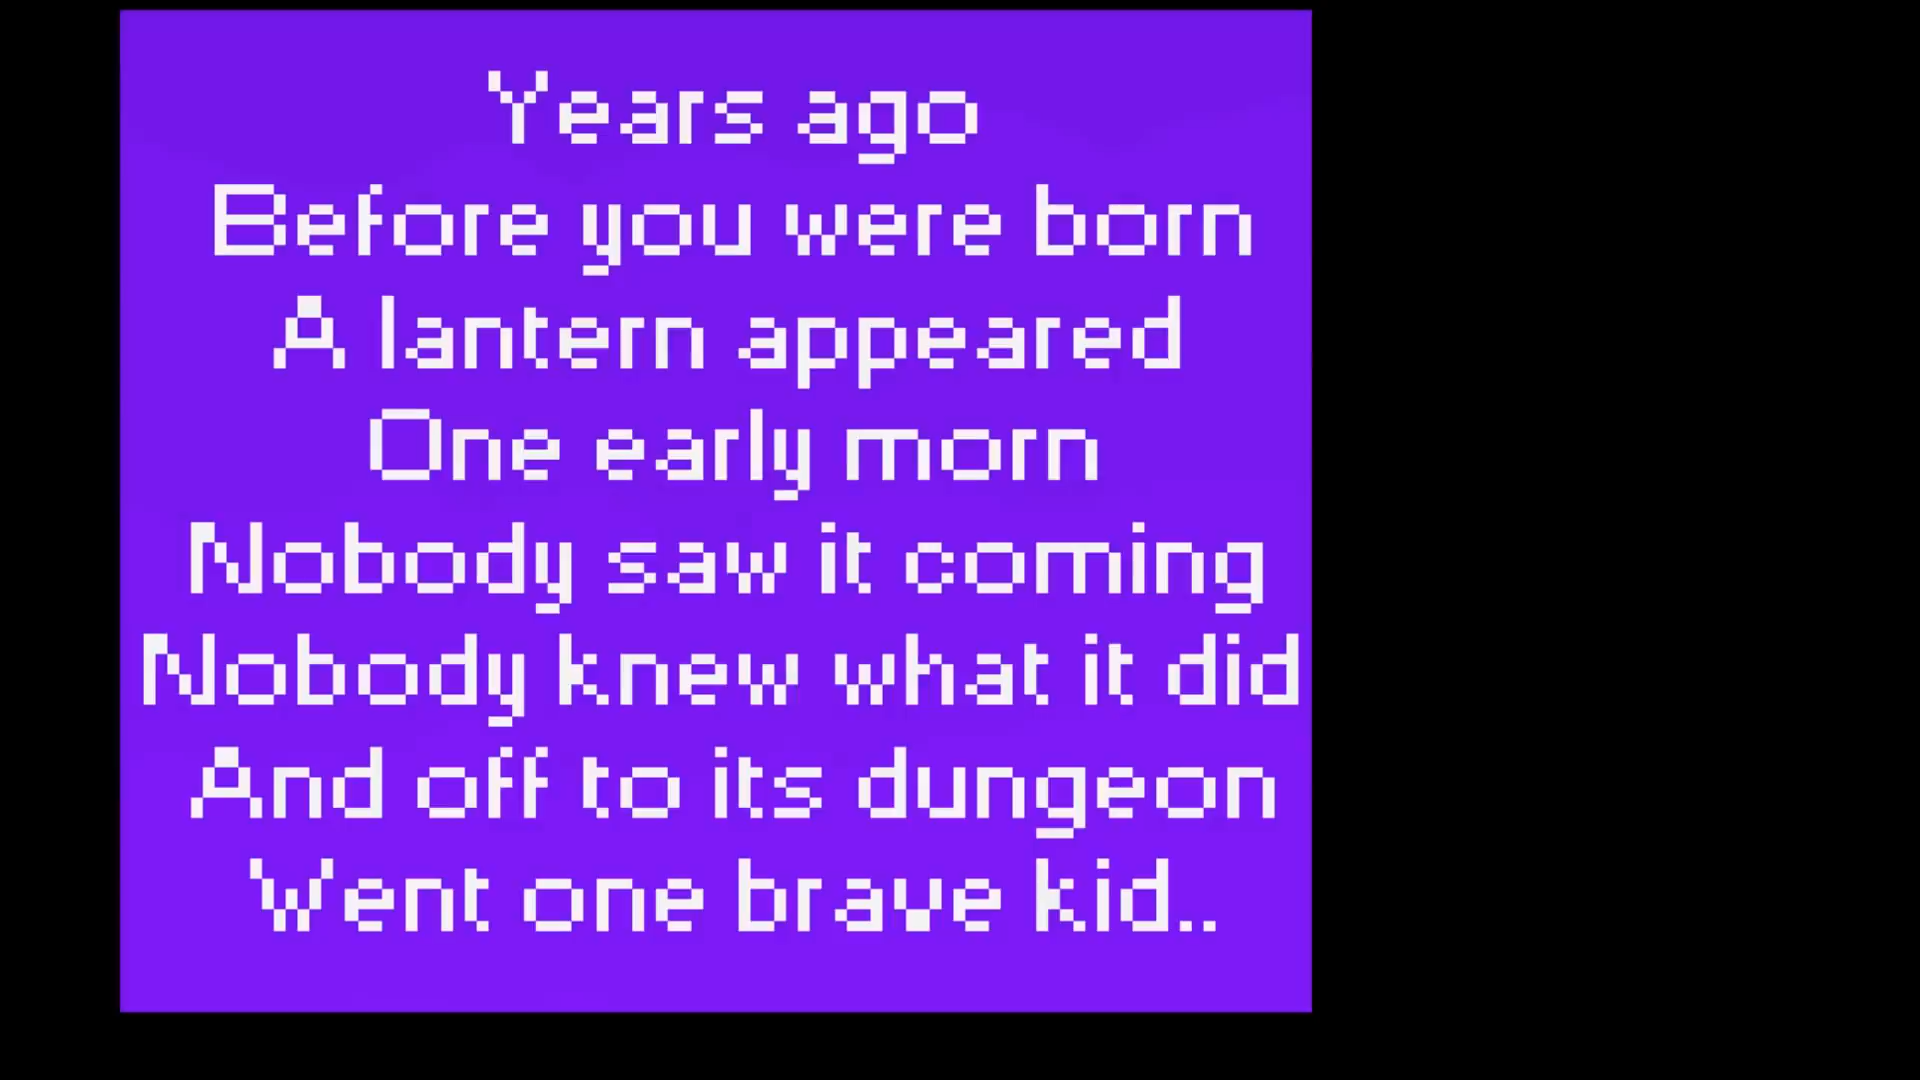 Years ago
Before you were born
A lantern appeared
One early morn
Nobody saw it coming
Nobody knew what it did
And off to its dungeon
Went one brave kid..